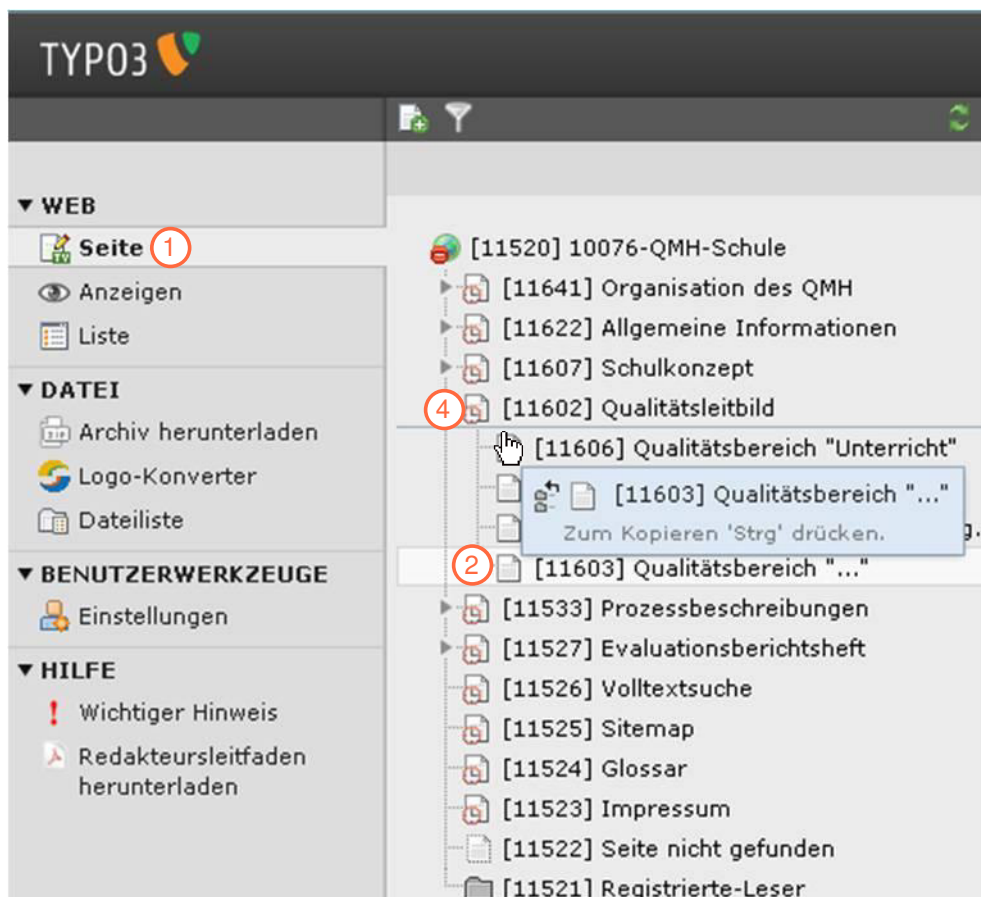 TYPO3
WEB
Seite 1
Anzeigen
Liste
DATEI
Archiv herunterladen
Logo-Konverter
Dateiliste
BENUTZERWERKZEUGE
Einstellungen
HILFE
Wichtiger Hinweis
Redakteursleitfaden
herunterladen
[11520] 10076-QMH-Schule
[11641] Organisation des QMH
[11622] Allgemeine Informationen
[11607] Schulkonzept
4 [11602] Qualitätsleitbild
[11606] Qualitätsbereich "Unterricht"
[11603] Qualitätsbereich "..."
Zum Kopieren 'Strg' drücken.
2 [11603] Qualitätsbereich "..."
[11533] Prozessbeschreibungen
[11527] Evaluationsberichtsheft
[11526] Volltextsuche
[11525] Sitemap
[11524] Glossar
[11523] Impressum
[11522] Seite nicht gefunden
[11521] Registrierte-Leser